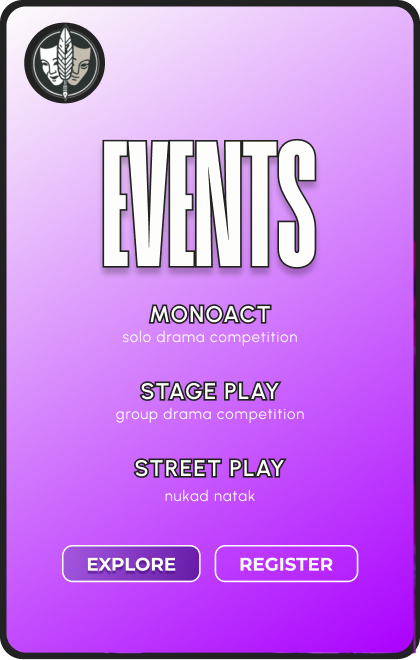 EVENTS
MONOACT
solo drama competition
STAGE PLAY
group drama competition
STREET PLAY
nukad natak
EXPLORE REGISTER